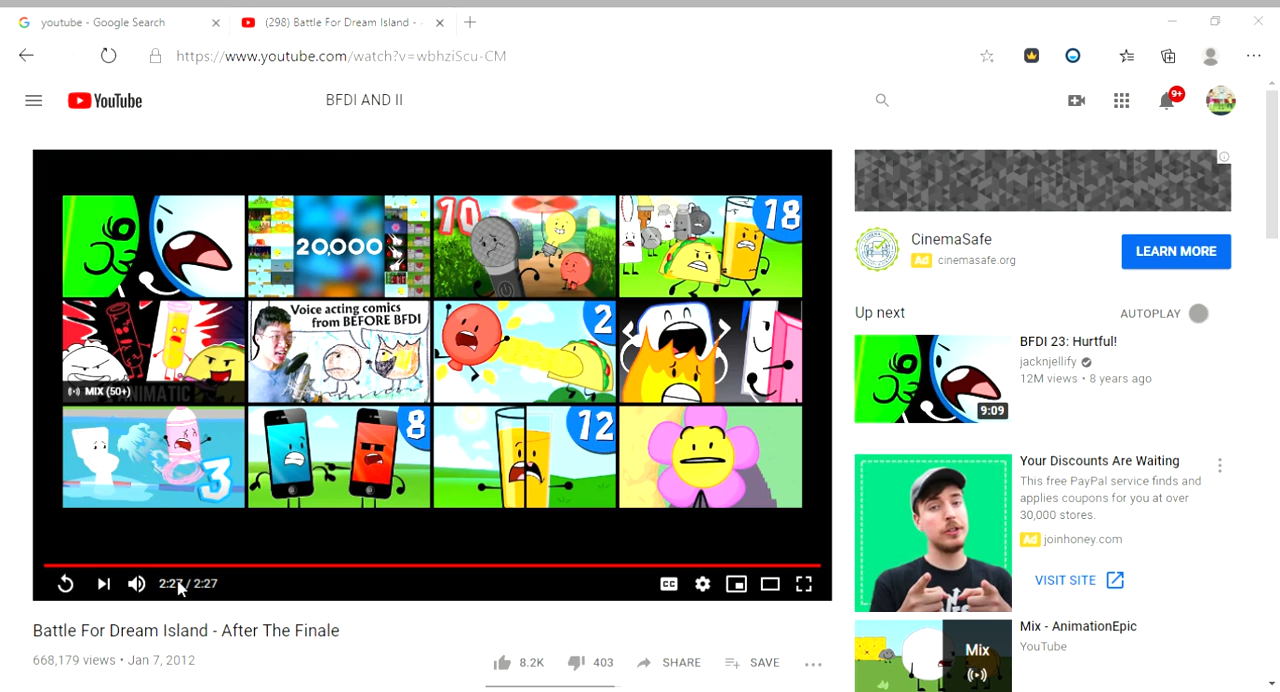 youtube - Google Search
(298) Battle For Dream Island -
https://www.youtube.com/watch?v=wbhziScu-CM
YouTube
BFDI AND II
9+
20,000
10
18
MIX (50+)
ANIMATIC
Voice acting comics
from BEFORE BFDI
2
3
8
12
2:27 / 2:27
CC
Battle For Dream Island - After The Finale
668,179 views • Jan 7, 2012
8.2K
403
SHARE
SAVE
CinemaSafe
Ad cinemasafe.org
LEARN MORE
Up next
AUTOPLAY
BFDI 23: Hurtful!
jacknjellify
12M views • 8 years ago
9:09
Your Discounts Are Waiting
This free PayPal service finds and
applies coupons for you at over
30,000 stores.
Ad joinhoney.com
VISIT SITE
Mix - AnimationEpic
YouTube
Mix